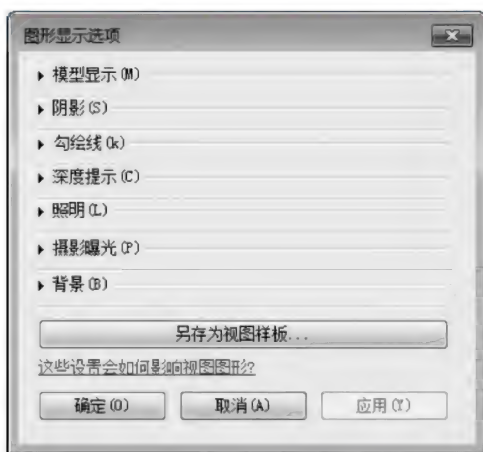 图形显示选项
模型显示(M)
阴影(S)
勾绘线(k)
深度提示(C)
照明(L)
摄影曝光(P)
背景(B)
另存为视图样板...
这些设置会如何影响视图图形?
确定(O)
取消(A)
应用(Y)